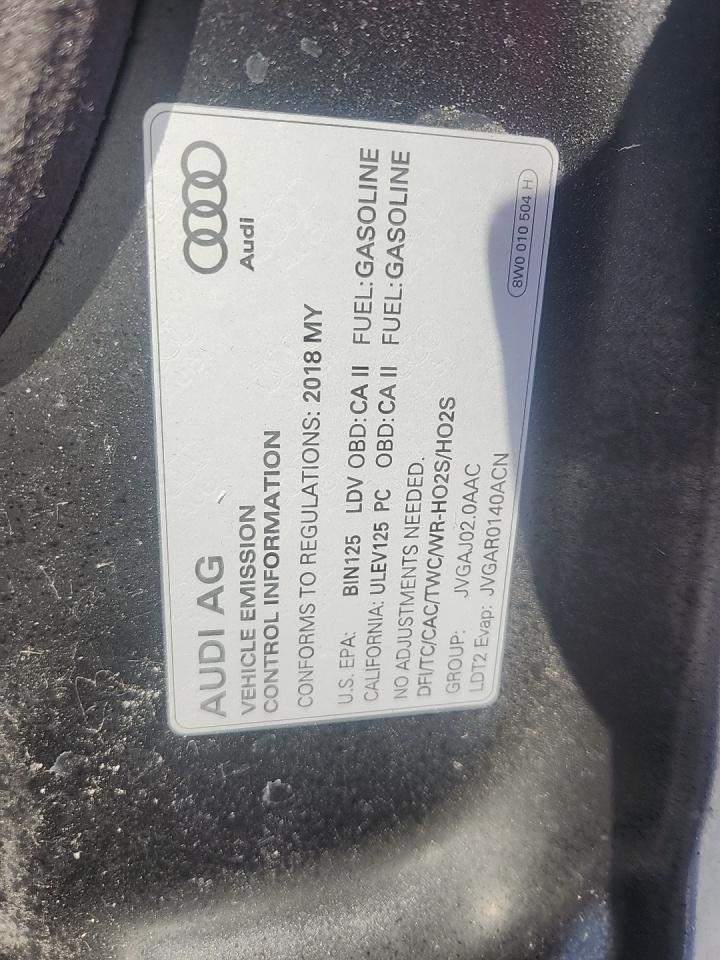 AUDI AG
Audi
VEHICLE EMISSION
CONTROL INFORMATION
CONFORMS TO REGULATIONS: 2018 MY
U.S. EPA: BIN125 LDV OBD: CA II FUEL: GASOLINE
CALIFORNIA: ULEV125 PC OBD: CA II FUEL: GASOLINE
NO ADJUSTMENTS NEEDED.
DFI/TC/CAC/TWC/WR-HO2S/HO2S
GROUP: JVGAJ02.0AAC
LDT2 Evap: JVGAR0140ACN
8W0 010 504 H